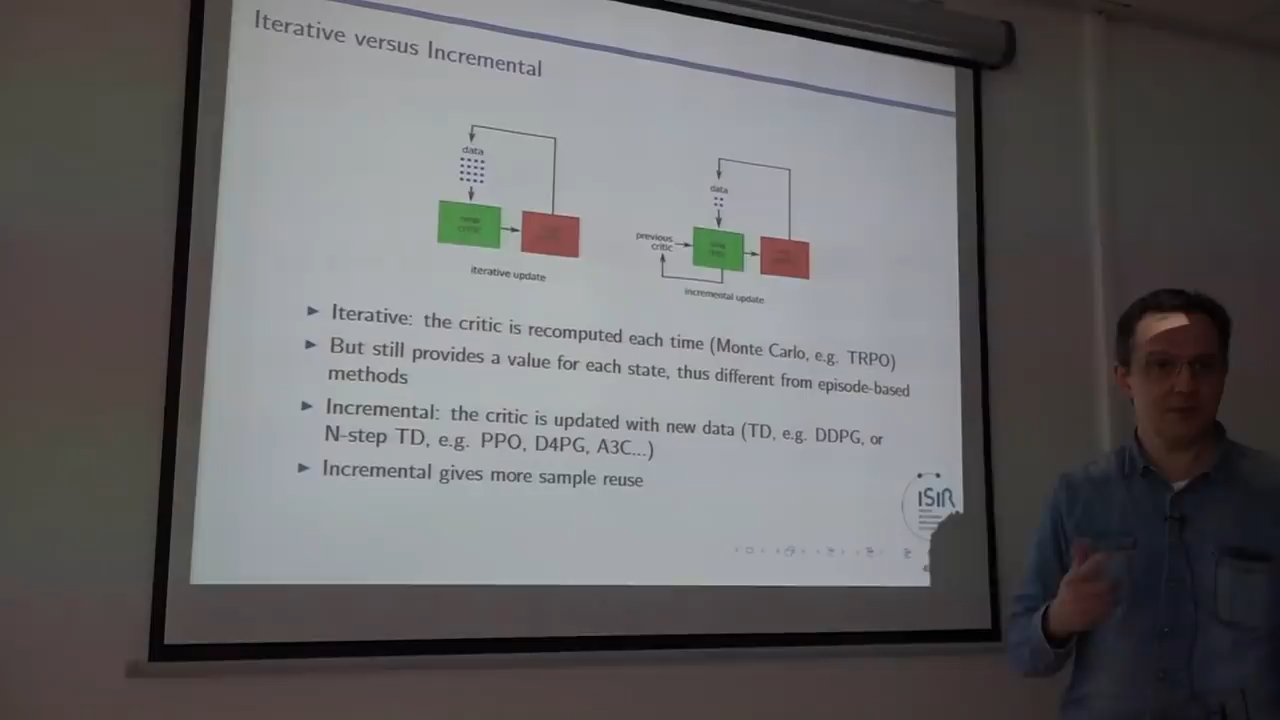 Iterative versus Incremental
data
data
new
critic
previous
critic
iterative update
incremental update
▶ Iterative: the critic is recomputed each time (Monte Carlo, e.g. TRPO)
▶ But still provides a value for each state, thus different from episode-based
methods
▶ Incremental: the critic is updated with new data (TD, e.g. DDPG, or
N-step TD, e.g. PPO, D4PG, A3C...)
▶ Incremental gives more sample reuse
ISIR